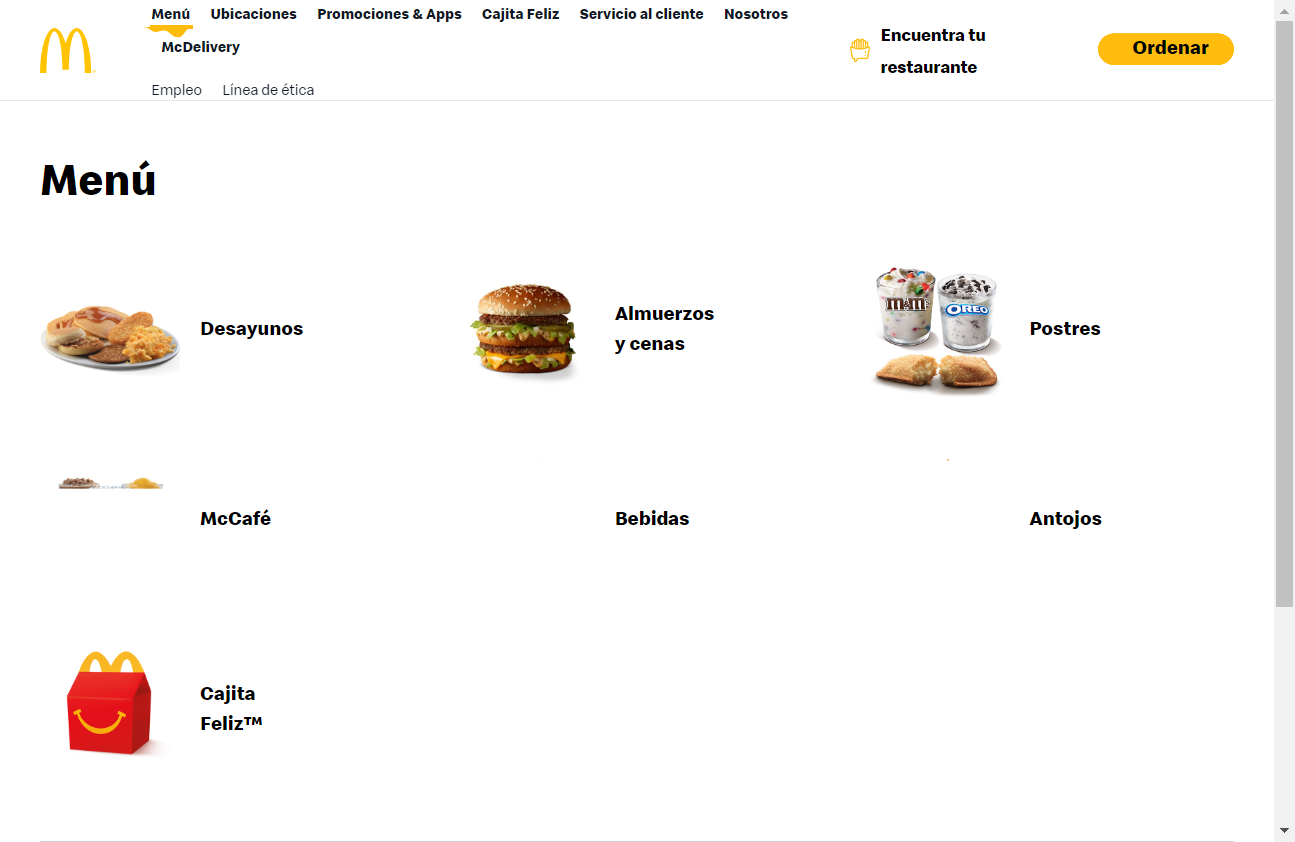 Menú Ubicaciones Promociones & Apps Cajita Feliz Servicio al cliente Nosotros
McDelivery
Empleo Línea de ética
Encuentra tu
restaurante
Ordenar
Menú
Desayunos
Almuerzos
y cenas
m&m's
OREO
Postres
McCafé
Bebidas
Antojos
Cajita
Feliz™